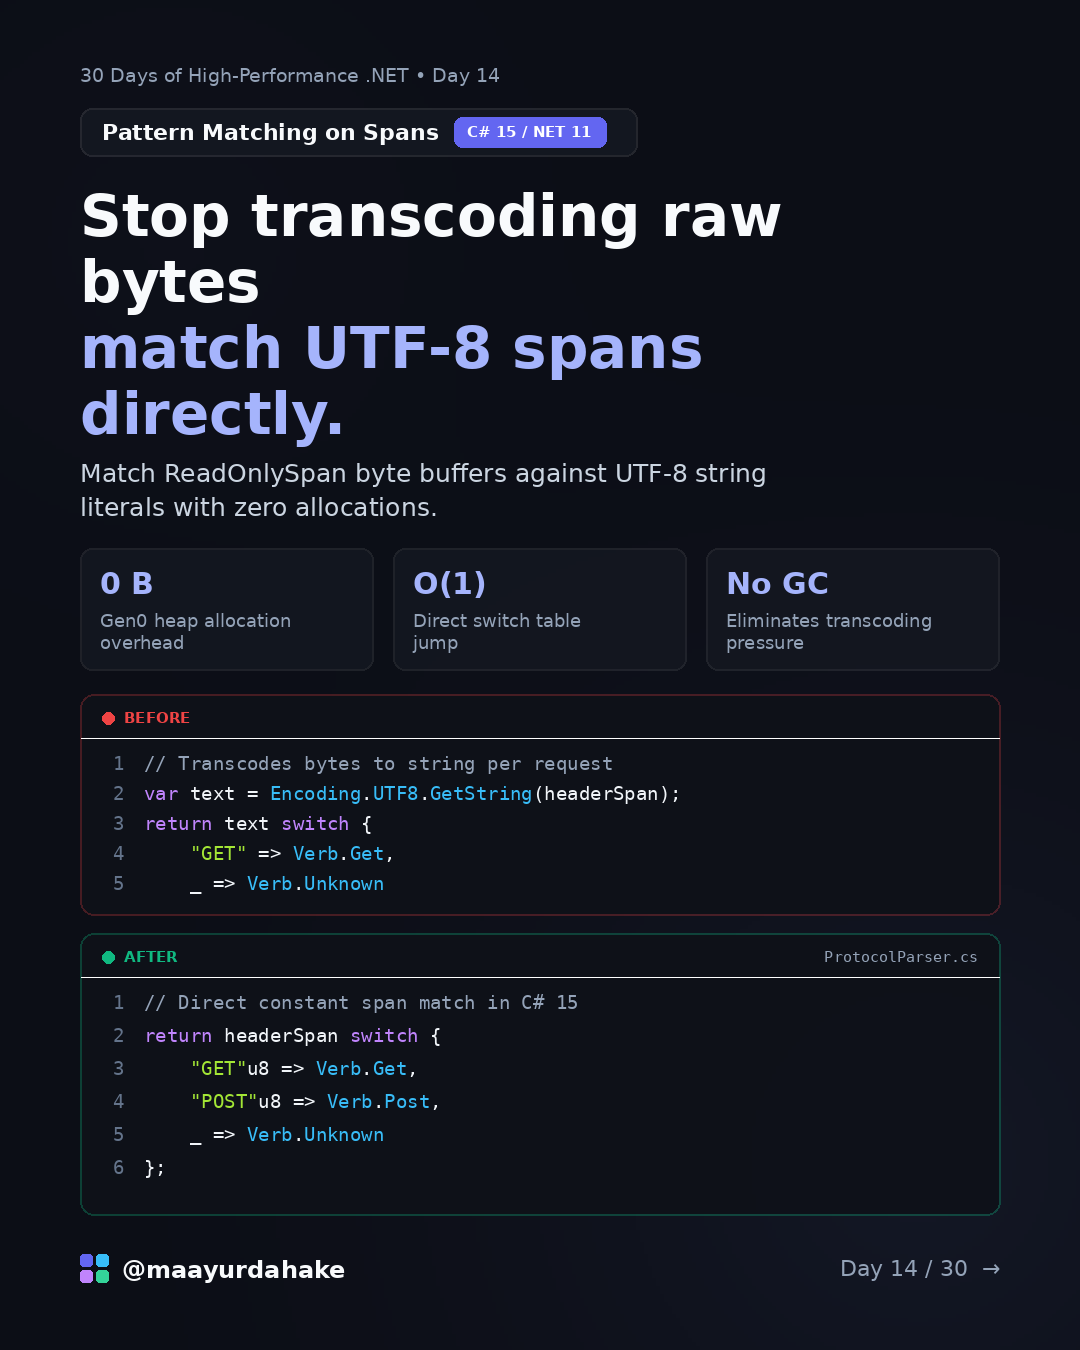 30 Days of High-Performance .NET • Day 14
Pattern Matching on Spans C# 15 / NET 11
Stop transcoding raw
bytes
match UTF-8 spans
directly.
Match ReadOnlySpan byte buffers against UTF-8 string
literals with zero allocations.
0 B
Gen0 heap allocation
overhead
O(1)
Direct switch table
jump
No GC
Eliminates transcoding
pressure
BEFORE
1 // Transcodes bytes to string per request
2 var text = Encoding.UTF8.GetString(headerSpan);
3 return text switch {
4     "GET" => Verb.Get,
5     _ => Verb.Unknown
AFTER ProtocolParser.cs
1 // Direct constant span match in C# 15
2 return headerSpan switch {
3     "GET"u8 => Verb.Get,
4     "POST"u8 => Verb.Post,
5     _ => Verb.Unknown
6 };
@maayurdahake Day 14 / 30 →